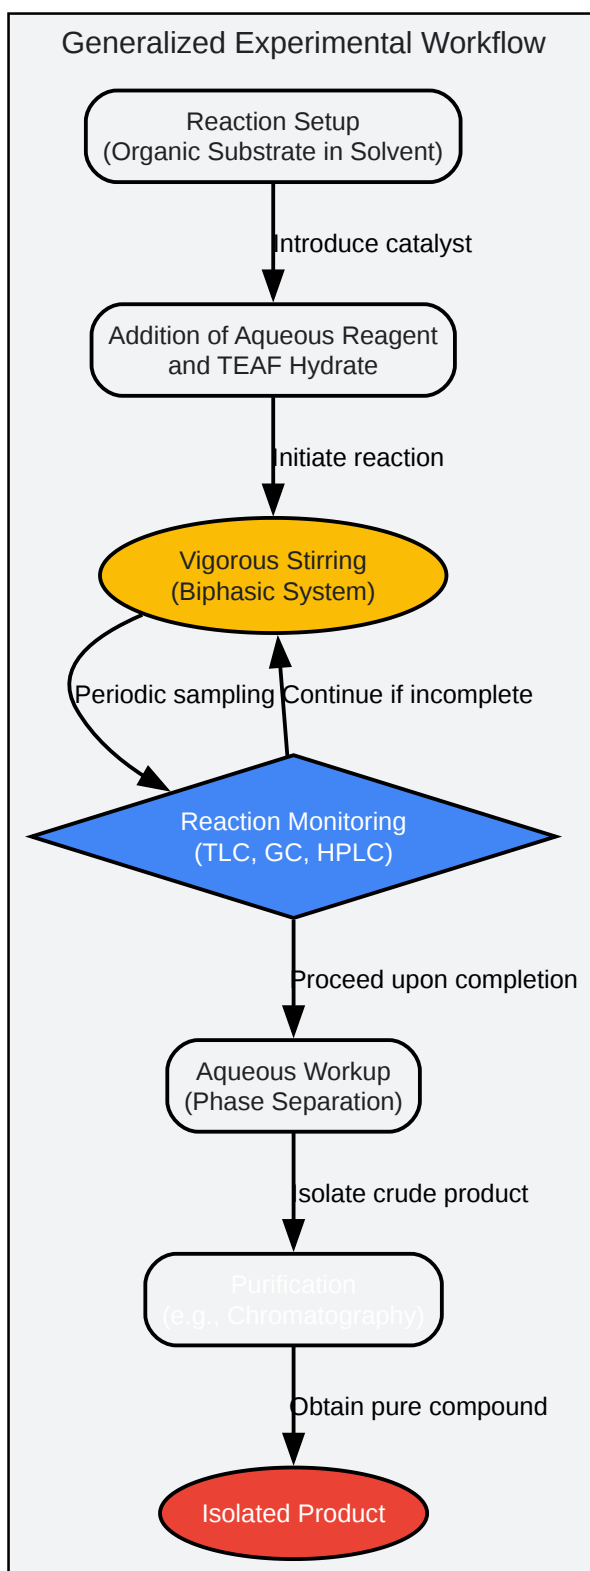 Generalized Experimental Workflow
Reaction Setup
(Organic Substrate in Solvent)
Introduce catalyst
Addition of Aqueous Reagent
and TEAF Hydrate
Initiate reaction
Vigorous Stirring
(Biphasic System)
Periodic sampling
Continue if incomplete
Reaction Monitoring
(TLC, GC, HPLC)
Proceed upon completion
Aqueous Workup
(Phase Separation)
Isolate crude product
Purification
(e.g., Chromatography)
Obtain pure compound
Isolated Product